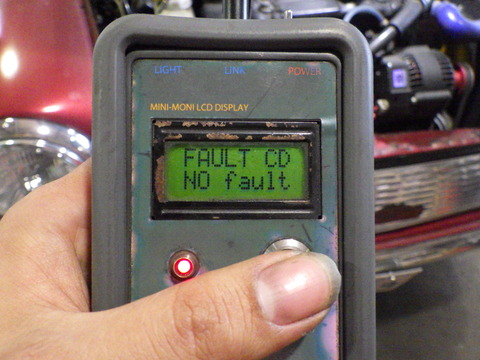 LIGHT LINK POWER
MINI-MONI LCD DISPLAY
FAULT CD
NO fault